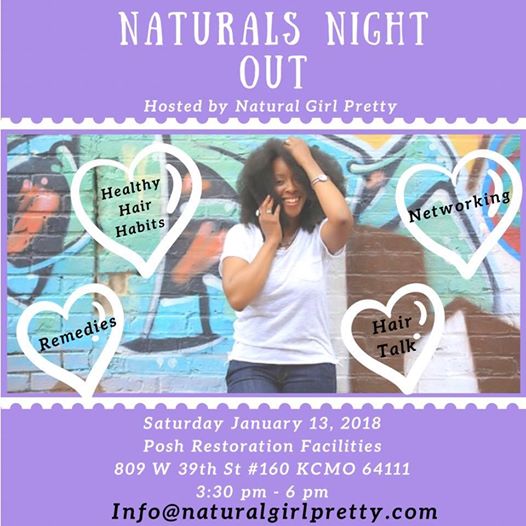 NATURALS NIGHT
OUT
Hosted by Natural Girl Pretty
Healthy
Hair
Habits
Networking
Remedies
Hair
Talk
Saturday January 13, 2018
Posh Restoration Facilities
809 W 39th St #160 KCMO 64111
3:30 pm - 6 pm
Info@naturalgirlpretty.com